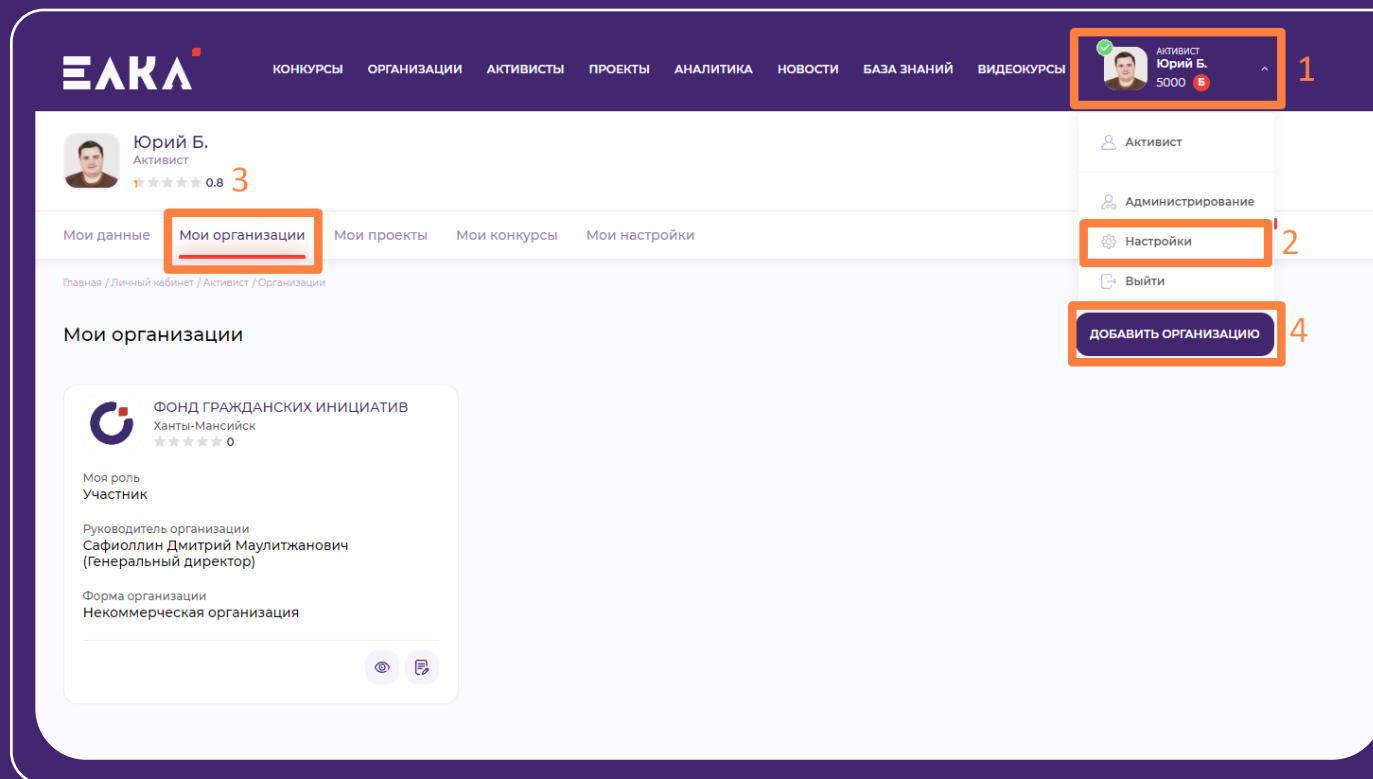 ЕЛКА
КОНКУРСЫ ОРГАНИЗАЦИИ АКТИВИСТЫ ПРОЕКТЫ АНАЛИТИКА НОВОСТИ БАЗА ЗНАНИЙ ВИДЕОКУРСЫ
АКТИВИСТ
Юрий Б.
5000 Б
1
Юрий Б.
Активист
0.8
3
Активист
Администрирование
Настройки
2
Выйти
Мои данные Мои организации Мои проекты Мои конкурсы Мои настройки
Главная / Личный кабинет / Активист / Организации
Мои организации
ДОБАВИТЬ ОРГАНИЗАЦИЮ
4
ФОНД ГРАЖДАНСКИХ ИНИЦИАТИВ
Ханты-Мансийск
0
Моя роль
Участник
Руководитель организации
Сафиоллин Дмитрий Маулитжанович
(Генеральный директор)
Форма организации
Некоммерческая организация